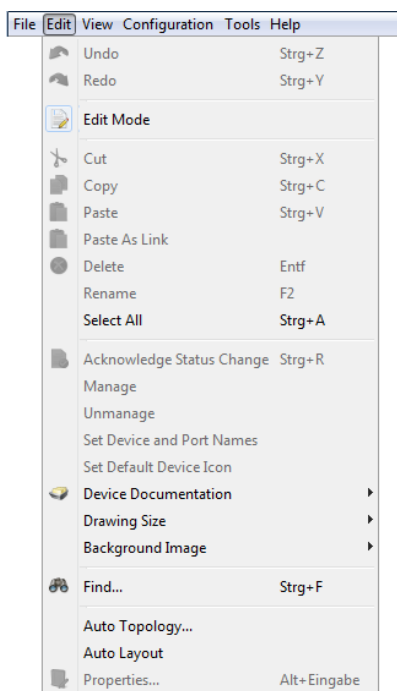 File Edit View Configuration Tools Help
Undo Strg+Z
Redo Strg+Y
Edit Mode
Cut Strg+X
Copy Strg+C
Paste Strg+V
Paste As Link
Delete Entf
Rename F2
Select All Strg+A
Acknowledge Status Change Strg+R
Manage
Unmanage
Set Device and Port Names
Set Default Device Icon
Device Documentation
Drawing Size
Background Image
Find... Strg+F
Auto Topology...
Auto Layout
Properties... Alt+Eingabe